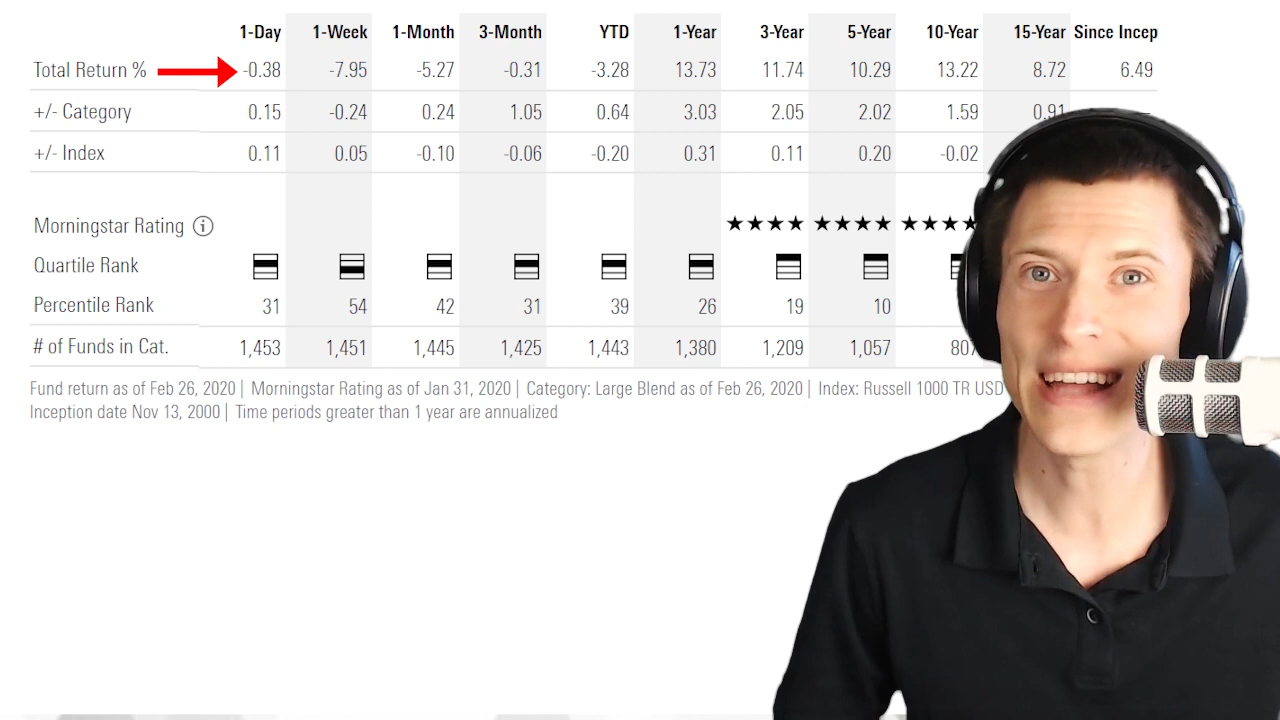 1-Day 1-Week 1-Month 3-Month YTD 1-Year 3-Year 5-Year 10-Year 15-Year Since Incep
Total Return % -0.38 -7.95 -5.27 -0.31 -3.28 13.73 11.74 10.29 13.22 8.72 6.49
+/- Category 0.15 -0.24 0.24 1.05 0.64 3.03 2.05 2.02 1.59 0.91
+/- Index 0.11 0.05 -0.10 -0.06 -0.20 0.31 0.11 0.20 -0.02
Morningstar Rating ★★★★ ★★★★ ★★★★
Quartile Rank
Percentile Rank 31 54 42 31 39 26 19 10
# of Funds in Cat. 1,453 1,451 1,445 1,425 1,443 1,380 1,209 1,057 807
Fund return as of Feb 26, 2020 | Morningstar Rating as of Jan 31, 2020 | Category: Large Blend as of Feb 26, 2020 | Index: Russell 1000 TR USD
Inception date Nov 13, 2000 | Time periods greater than 1 year are annualized